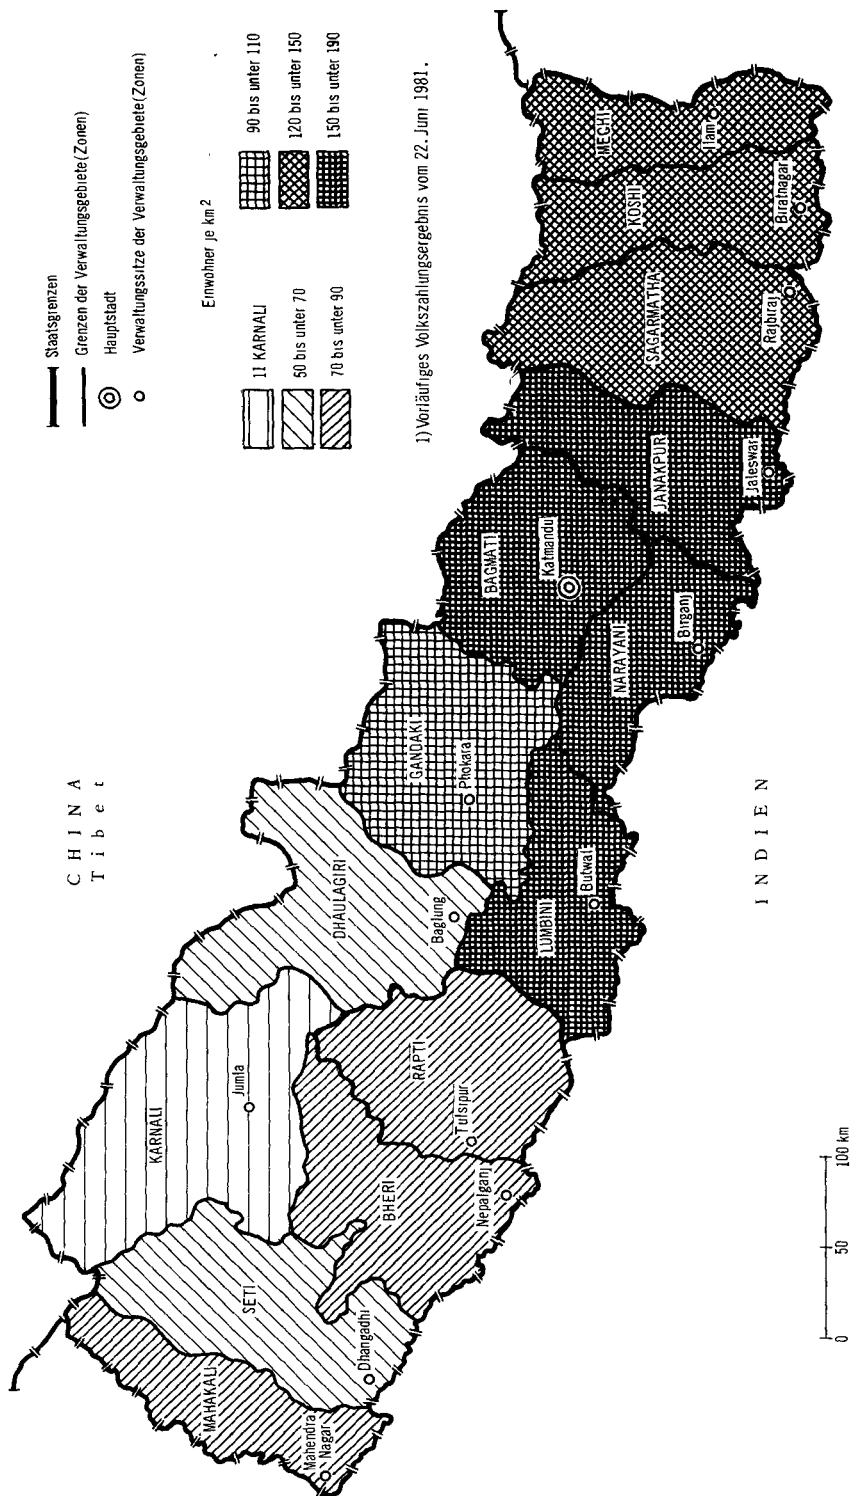 Staatsgrenzen
Grenzen der Verwaltungsgebiete (Zonen)
Hauptstadt
Verwaltungssitze der Verwaltungsgebiete (Zonen)
Einwohner je km²
11 KARNALI
50 bis unter 70
70 bis unter 90
90 bis unter 110
120 bis unter 150
150 bis unter 190
1) Vorläufiges Volkszählungsergebnis vom 22. Juni 1981.
CHINA
Tibet
MAHAKALI
Mahendra
Nagar
SETI
Dhangadhi
KARNALI
Jumla
BHERI
Nepalganj
RAPTI
Tulsipur
DHAULAGIRI
Baglung
LUMBINI
Butwal
GANDAKI
Phokara
NARAYANI
Birganj
BAGMATI
Katmandu
JANAKPUR
Jaleswar
SAGARMATHA
Rajbiraj
KOSHI
Biratnagar
MECHI
Ilam
INDIEN
0 50 100 km